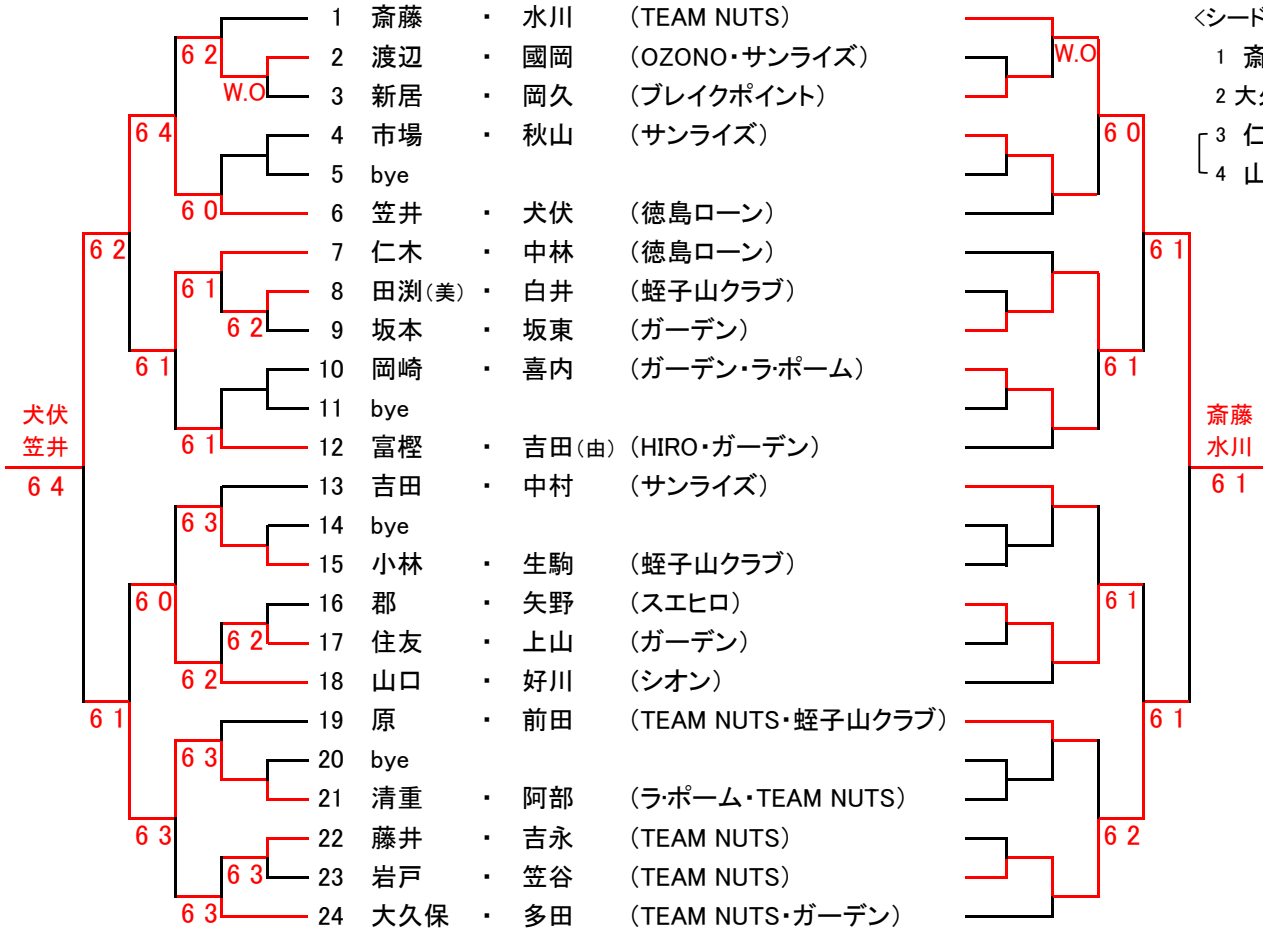 1 斎藤 ・ 水川 (TEAM NUTS)
<シード
6 2
2 渡辺 ・ 國岡 (OZONO・サンライズ)
W.O
1 斎
W.O
3 新居 ・ 岡久 (ブレイクポイント)
2 大
6 4
4 市場 ・ 秋山 (サンライズ)
6 0
3 仁
5 bye
4 山
6 0
6 笠井 ・ 犬伏 (徳島ローン)
6 2
7 仁木 ・ 中林 (徳島ローン)
6 1
6 1
8 田渕(美) ・ 白井 (蛭子山クラブ)
6 2
9 坂本 ・ 坂東 (ガーデン)
6 1
10 岡崎 ・ 喜内 (ガーデン・ラ・ポーム)
6 1
11 bye
犬伏
斎藤
笠井
6 1
12 富樫 ・ 吉田(由) (HIRO・ガーデン)
水川
6 4
13 吉田 ・ 中村 (サンライズ)
6 1
6 3
14 bye
15 小林 ・ 生駒 (蛭子山クラブ)
6 0
16 郡 ・ 矢野 (スエヒロ)
6 1
6 2
17 住友 ・ 上山 (ガーデン)
6 2
18 山口 ・ 好川 (シオン)
6 1
19 原 ・ 前田 (TEAM NUTS・蛭子山クラブ)
6 1
6 3
20 bye
21 清重 ・ 阿部 (ラ・ポーム・TEAM NUTS)
6 3
22 藤井 ・ 吉永 (TEAM NUTS)
6 2
6 3
23 岩戸 ・ 笠谷 (TEAM NUTS)
6 3
24 大久保 ・ 多田 (TEAM NUTS・ガーデン)